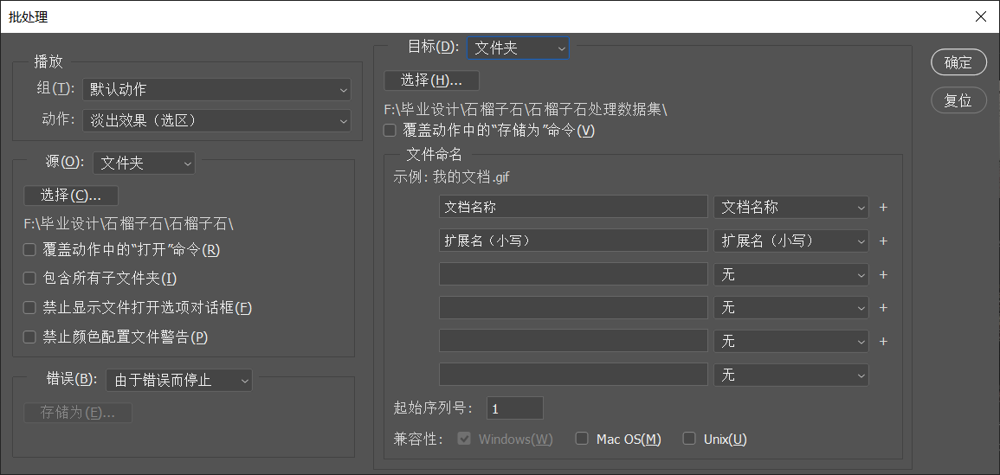 批处理
播放
组(T): 默认动作
动作: 淡出效果（选区）
源(O): 文件夹
选择(C)...
F:\毕业设计\石榴子石\石榴子石\
覆盖动作中的“打开”命令(R)
包含所有子文件夹(I)
禁止显示文件打开选项对话框(F)
禁止颜色配置文件警告(P)
错误(B): 由于错误而停止
存储为(E)...
目标(D): 文件夹
选择(H)...
F:\毕业设计\石榴子石\石榴子石处理数据集\
覆盖动作中的“存储为”命令(V)
文件命名
示例: 我的文档.gif
文档名称 文档名称 +
扩展名（小写） 扩展名（小写） +
无 +
无 +
无 +
无
起始序列号: 1
兼容性: Windows(W) Mac OS(M) Unix(U)
确定
复位